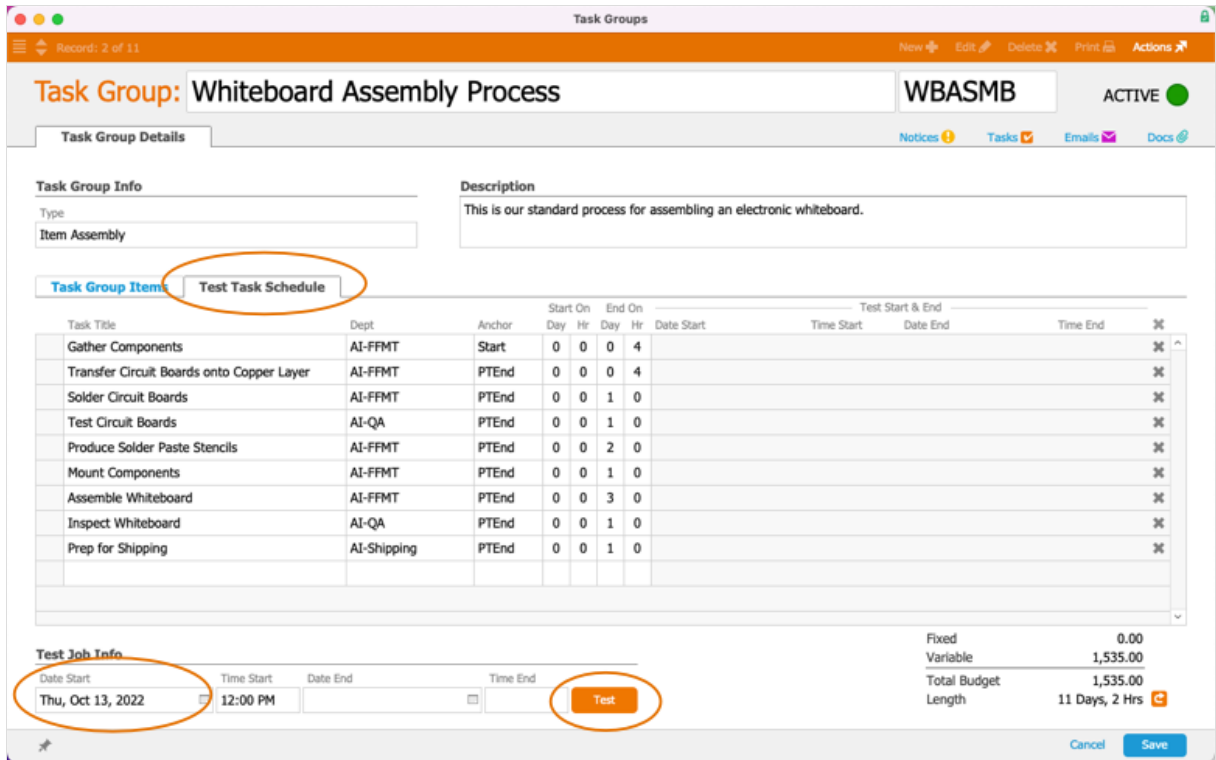 Task Groups
Record: 2 of 11 New Edit Delete Print Actions
Task Group: Whiteboard Assembly Process WBASMB ACTIVE
Task Group Details Notices Tasks Emails Docs
Task Group Info Description
Type This is our standard process for assembling an electronic whiteboard.
Item Assembly
Task Group Items Test Task Schedule
Start On End On Test Start & End
Task Title Dept Anchor Day Hr Day Hr Date Start Time Start Date End Time End
Gather Components AI-FFMT Start 0 0 0 4
Transfer Circuit Boards onto Copper Layer AI-FFMT PTEnd 0 0 0 4
Solder Circuit Boards AI-FFMT PTEnd 0 0 1 0
Test Circuit Boards AI-QA PTEnd 0 0 1 0
Produce Solder Paste Stencils AI-FFMT PTEnd 0 0 2 0
Mount Components AI-FFMT PTEnd 0 0 1 0
Assemble Whiteboard AI-FFMT PTEnd 0 0 3 0
Inspect Whiteboard AI-QA PTEnd 0 0 1 0
Prep for Shipping AI-Shipping PTEnd 0 0 1 0
Fixed 0.00
Test Job Info Variable 1,535.00
Date Start Time Start Date End Time End Total Budget 1,535.00
Thu, Oct 13, 2022 12:00 PM Test Length 11 Days, 2 Hrs
Cancel Save